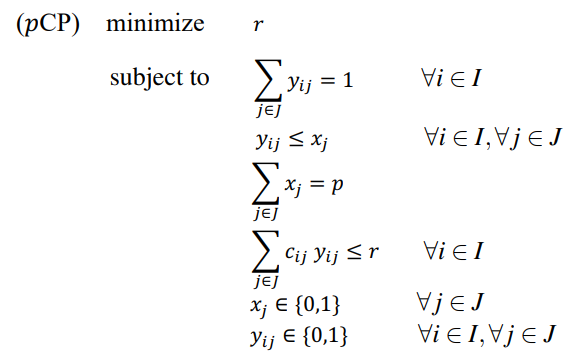 (pCP) minimize r
subject to ∑_{j∈J} y_{ij} = 1 ∀i ∈ I
y_{ij} ≤ x_j ∀i ∈ I, ∀j ∈ J
∑_{j∈J} x_j = p
∑_{j∈J} c_{ij} y_{ij} ≤ r ∀i ∈ I
x_j ∈ {0,1} ∀j ∈ J
y_{ij} ∈ {0,1} ∀i ∈ I, ∀j ∈ J